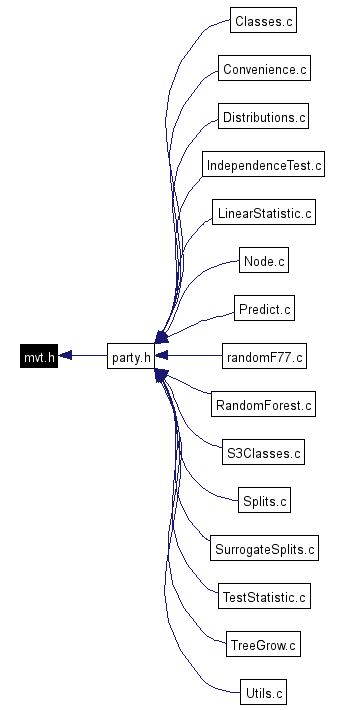 Classes.c
Convenience.c
Distributions.c
IndependenceTest.c
LinearStatistic.c
Node.c
Predict.c
mvt.h
party.h
randomF77.c
RandomForest.c
S3Classes.c
Splits.c
SurrogateSplits.c
TestStatistic.c
TreeGrow.c
Utils.c